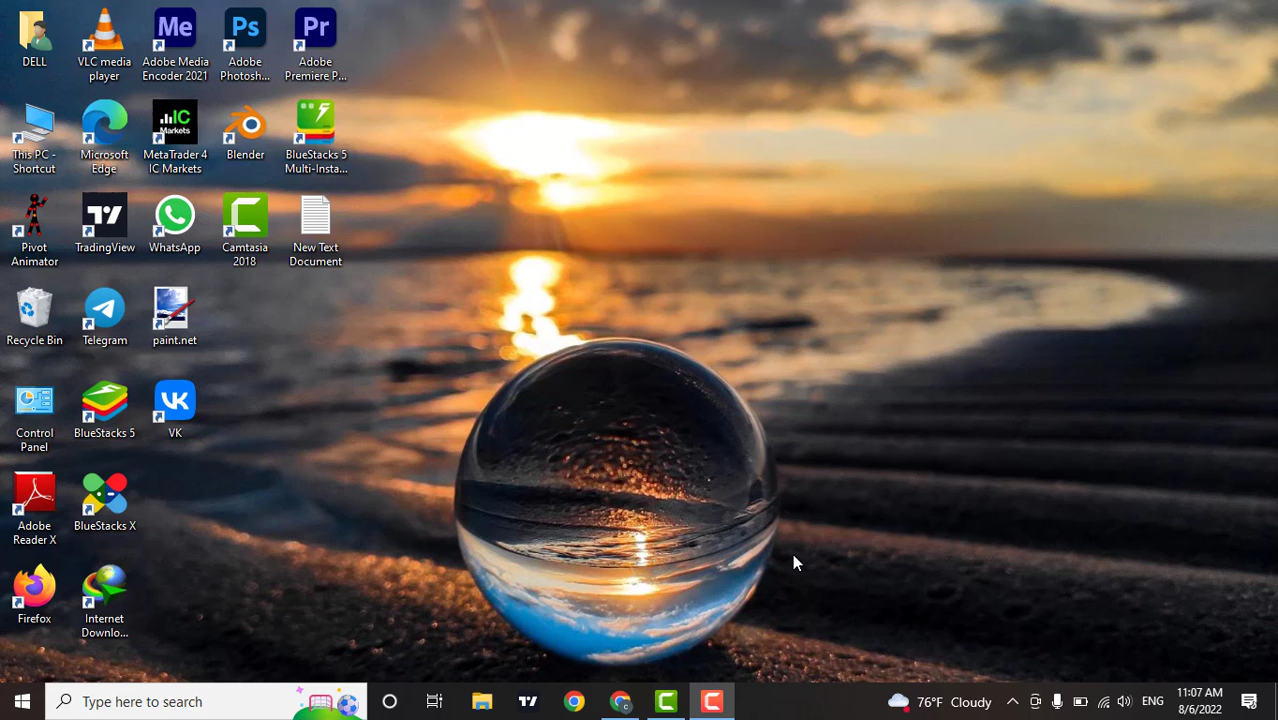 Me
Ps
Pr
DELL
VLC media
player
Adobe Media
Encoder 2021
Adobe
Photosh...
Adobe
Premiere P...
IC
Markets
This PC -
Shortcut
Microsoft
Edge
MetaTrader 4
IC Markets
Blender
BlueStacks 5
Multi-Insta...
Pivot
Animator
TradingView
WhatsApp
Camtasia
2018
New Text
Document
Recycle Bin
Telegram
paint.net
Control
Panel
BlueStacks 5
VK
Adobe
Reader X
BlueStacks X
Firefox
Internet
Downlo...
Type here to search
76°F Cloudy
ENG
11:07 AM
8/6/2022